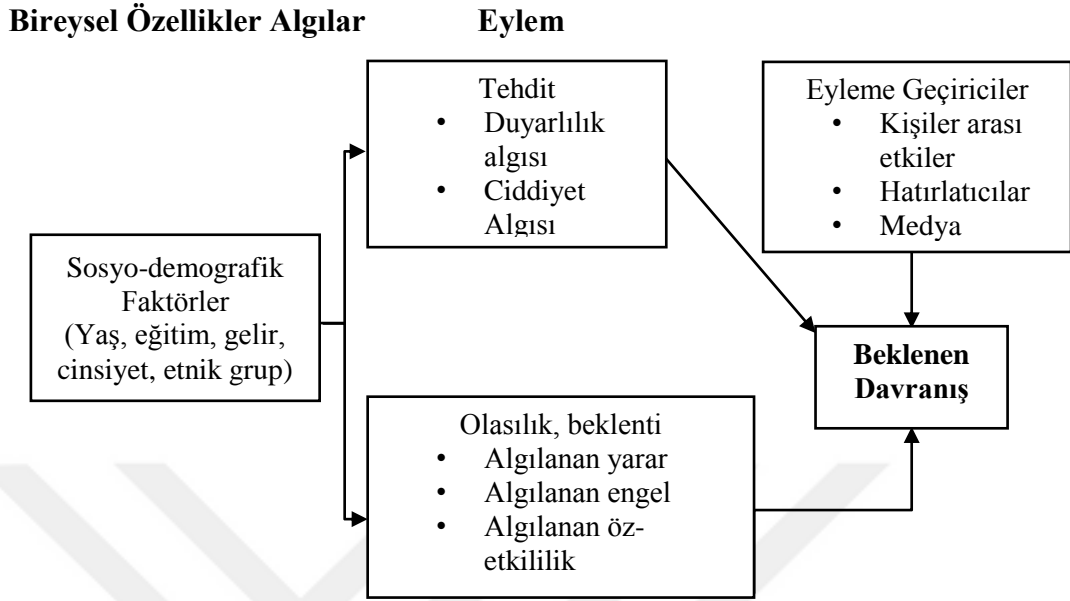 Bireysel Özellikler Algılar Eylem
Tehdit
• Duyarlılık
algısı
• Ciddiyet
Algısı
Eyleme Geçiriciler
• Kişiler arası
etkiler
• Hatırlatıcılar
• Medya
Sosyo-demografik
Faktörler
(Yaş, eğitim, gelir,
cinsiyet, etnik grup)
Beklenen
Davranış
Olasılık, beklenti
• Algılanan yarar
• Algılanan engel
• Algılanan öz-
etkililik